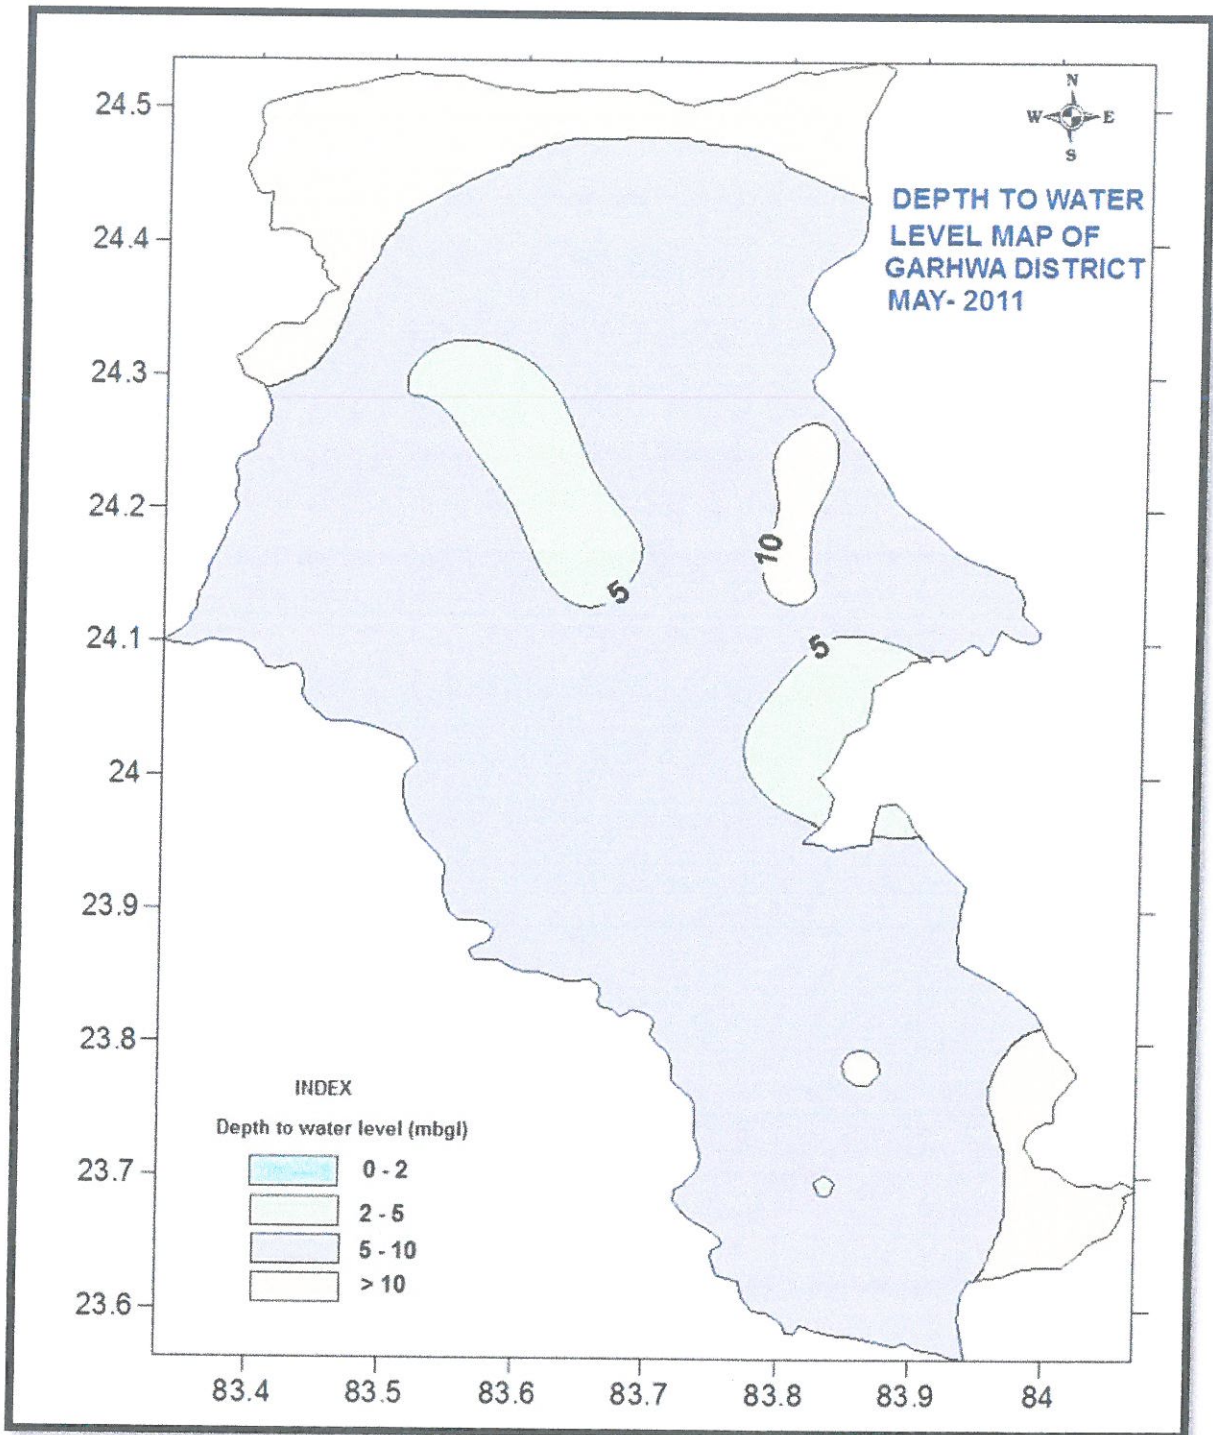 24.5
24.4
24.3
24.2
24.1
24
23.9
23.8
23.7
23.6
N
W E
S
DEPTH TO WATER
LEVEL MAP OF
GARHWA DISTRICT
MAY- 2011
10
5
5
INDEX
Depth to water level (mbgl)
0 - 2
2 - 5
5 - 10
> 10
83.4 83.5 83.6 83.7 83.8 83.9 84